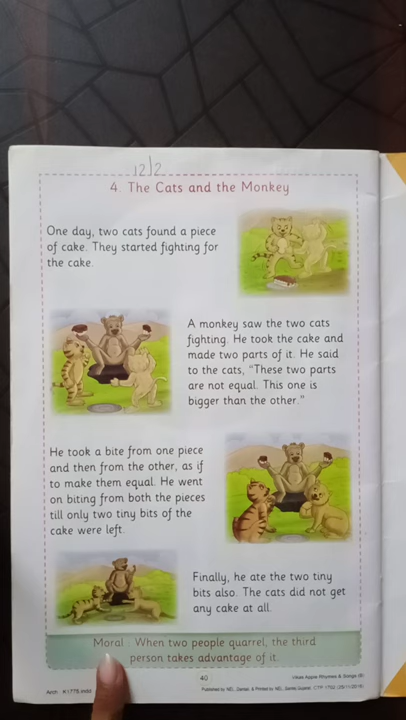 12/2
4. The Cats and the Monkey
One day, two cats found a piece
of cake. They started fighting for
the cake.
A monkey saw the two cats
fighting. He took the cake and
made two parts of it. He said
to the cats, “These two parts
are not equal. This one is
bigger than the other.”
He took a bite from one piece
and then from the other, as if
to make them equal. He went
on biting from both the pieces
till only two tiny bits of the
cake were left.
Finally, he ate the two tiny
bits also. The cats did not get
any cake at all.
Moral : When two people quarrel, the third
person takes advantage of it.
40
Vikas Apple Rhymes & Songs (B)